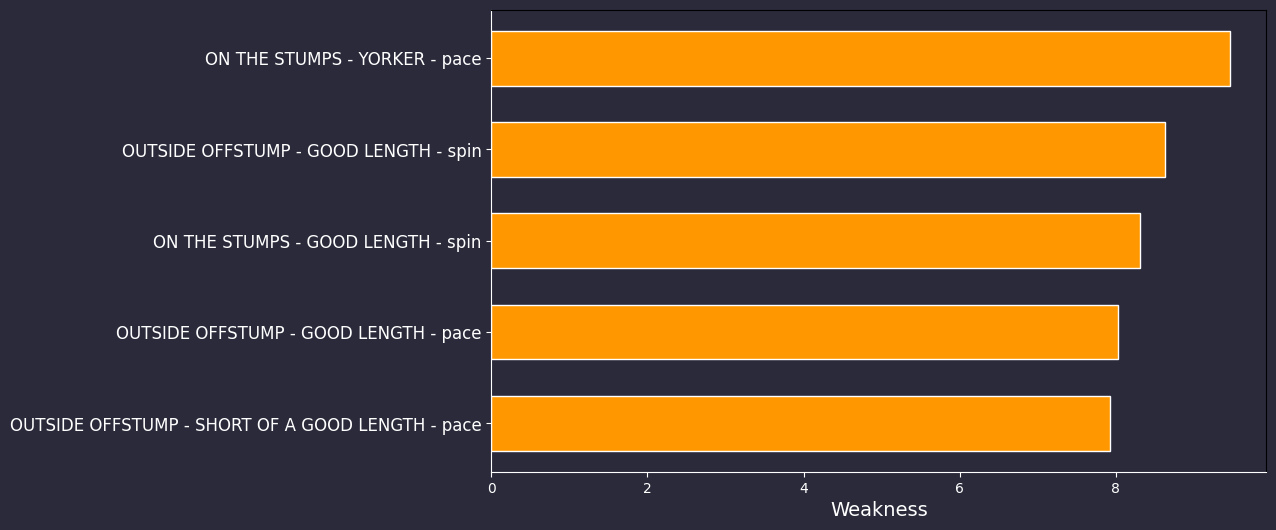 ON THE STUMPS - YORKER - pace
OUTSIDE OFFSTUMP - GOOD LENGTH - spin
ON THE STUMPS - GOOD LENGTH - spin
OUTSIDE OFFSTUMP - GOOD LENGTH - pace
OUTSIDE OFFSTUMP - SHORT OF A GOOD LENGTH - pace
0 2 4 6 8
Weakness